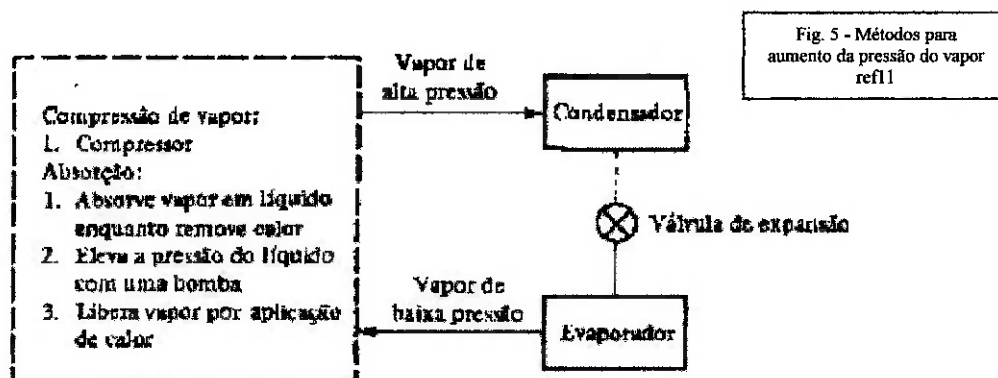 Fig. 5 - Métodos para
aumento da pressão do vapor
ref11
Vapor de
alta pressão
Condensador
Compressão de vapor:
1. Compressor
Absorção:
1. Absorve vapor em líquido
enquanto remove calor
2. Eleva a pressão do líquido
com uma bomba
3. Libera vapor por aplicação
de calor
Válvula de expansão
Vapor de
baixa pressão
Evaporador